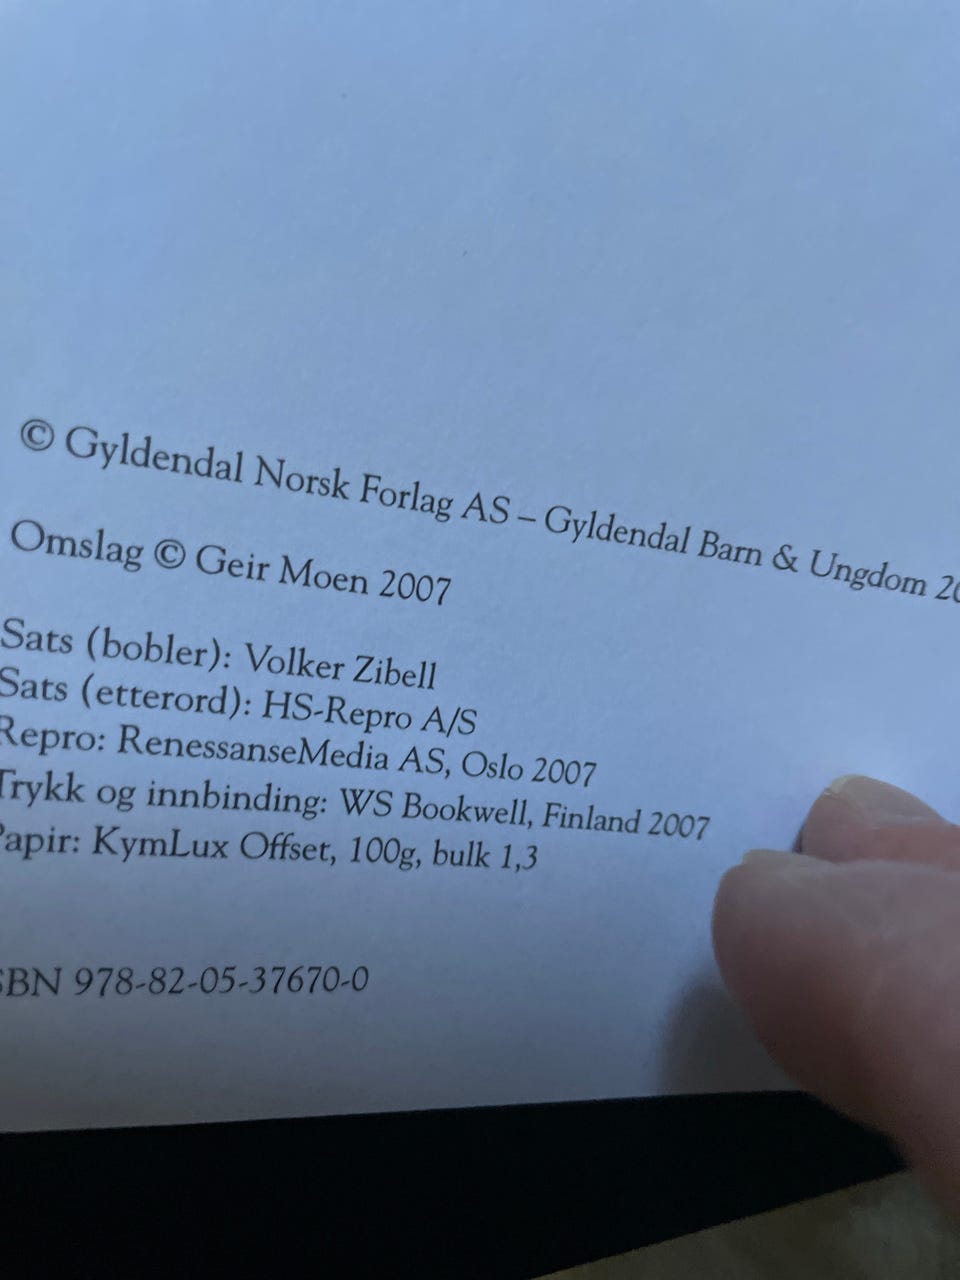 © Gyldendal Norsk Forlag AS – Gyldendal Barn & Ungdom 20
Omslag © Geir Moen 2007
Sats (bobler): Volker Zibell
Sats (etterord): HS-Repro A/S
Repro: RenessanseMedia AS, Oslo 2007
Trykk og innbinding: WS Bookwell, Finland 2007
Papir: KymLux Offset, 100g, bulk 1,3
SBN 978-82-05-37670-0